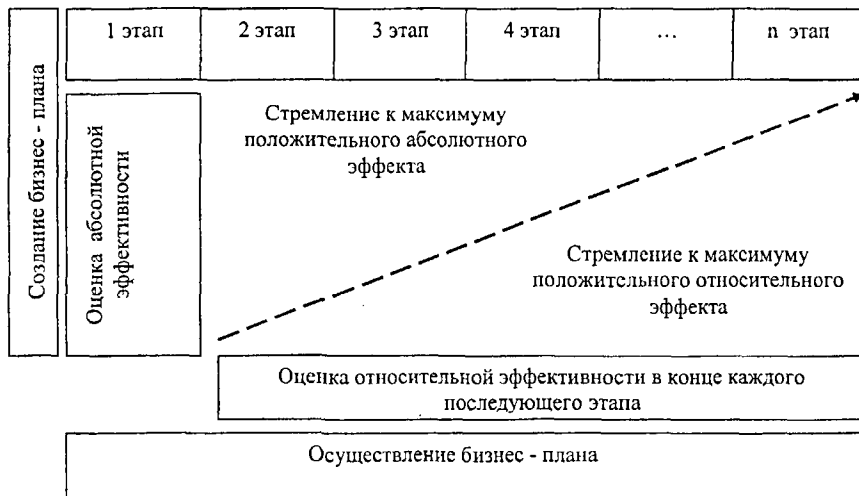 1 этап
2 этап
3 этап
4 этап
…
n этап
Создание бизнес - плана
Оценка абсолютной
эффективности
Стремление к максимуму
положительного абсолютного
эффекта
Стремление к максимуму
положительного относительного
эффекта
Оценка относительной эффективности в конце каждого
последующего этапа
Осуществление бизнес - плана